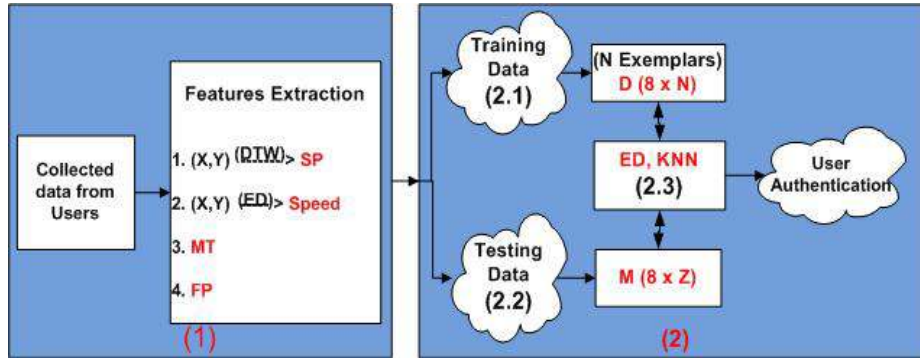 Collected
data from
Users
Features Extraction
1. (X,Y) (DTW)> SP
2. (X,Y) (ED)> Speed
3. MT
4. FP
(1)
Training
Data
(2.1)
(N Exemplars)
D (8 x N)
ED, KNN
(2.3)
User
Authentication
Testing
Data
(2.2)
M (8 x Z)
(2)